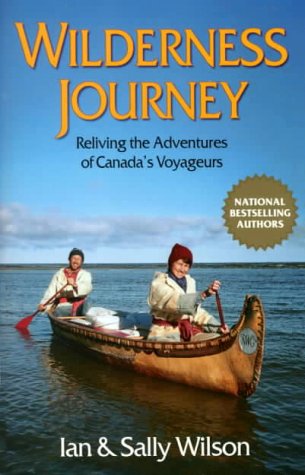 WILDERNESS
JOURNEY
Reliving the Adventures
of Canada's Voyageurs
NATIONAL
BESTSELLING
AUTHORS
Ian & Sally Wilson